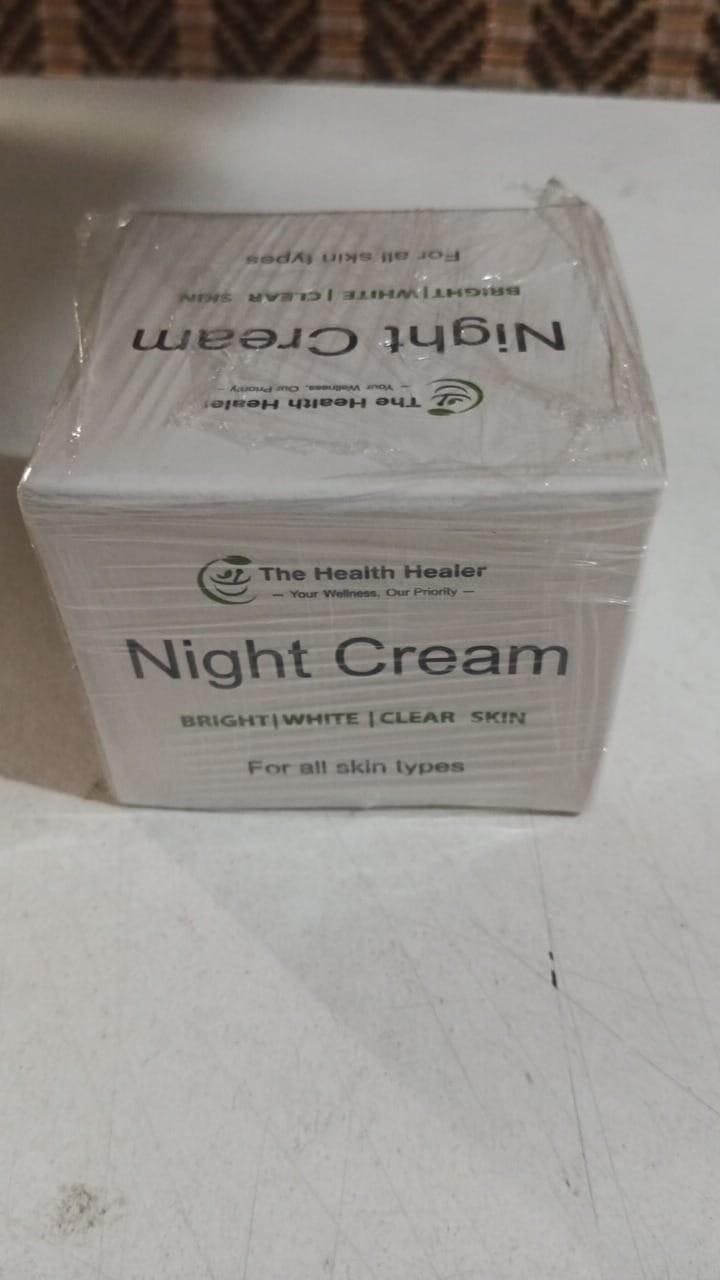 For all skin types
BRIGHT|WHITE|CLEAR SKIN
Night Cream
The Health Heale
– Your Wellness, Our Priority –
The Health Healer
– Your Wellness, Our Priority –
Night Cream
BRIGHT|WHITE |CLEAR SKIN
For all skin types